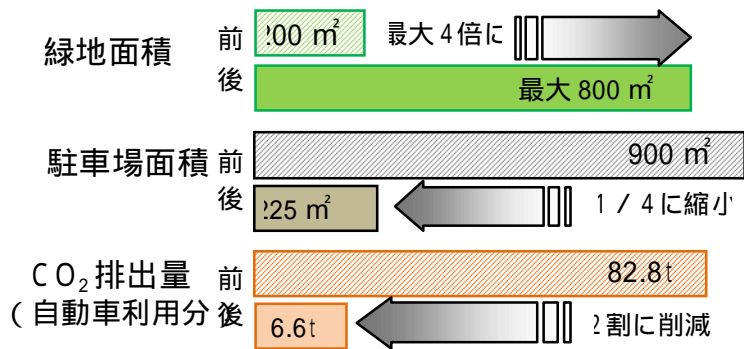 緑地面積
前
200 ㎡
最大4倍に
後
最大 800 ㎡
駐車場面積
前
900 ㎡
後
225 ㎡
1/4に縮小
CO₂排出量
(自動車利用分
前
82.8t
後
6.6t
2割に削減